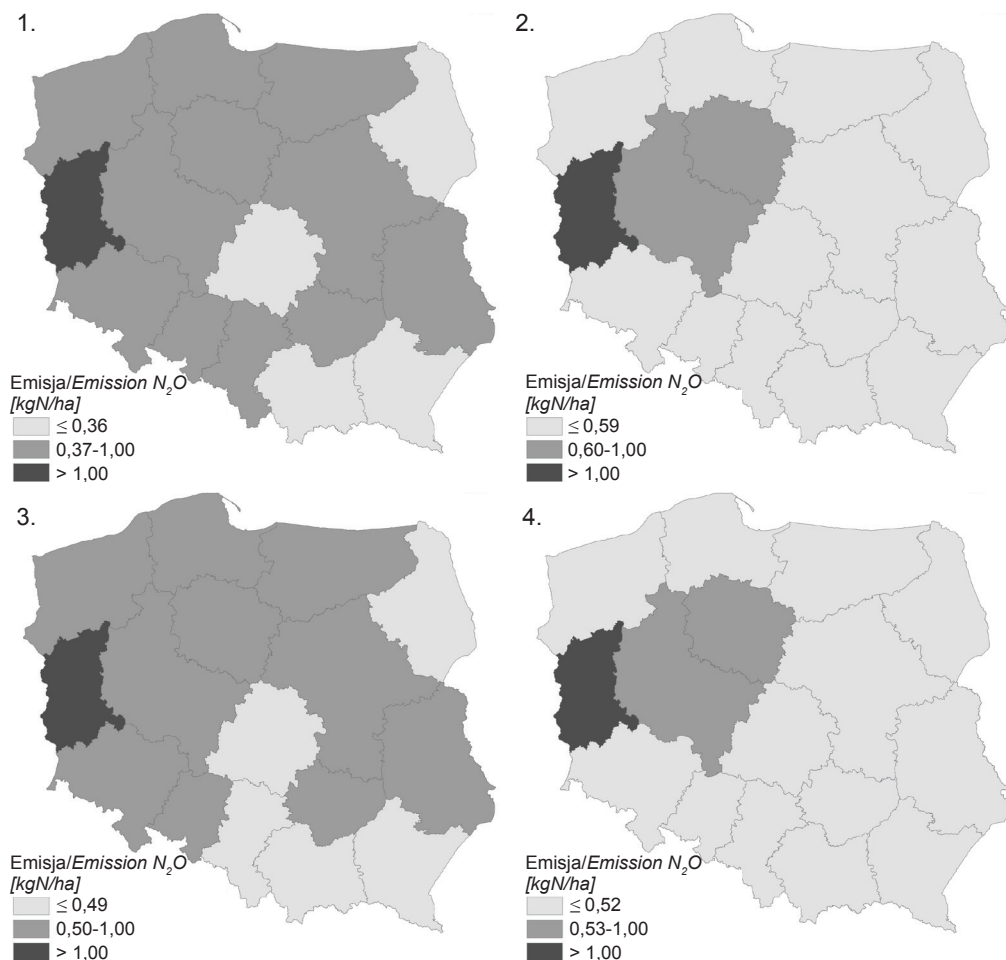 1.
Emisja/Emission N₂O
[kgN/ha]
≤ 0,36
0,37-1,00
> 1,00
2.
Emisja/Emission N₂O
[kgN/ha]
≤ 0,59
0,60-1,00
> 1,00
3.
Emisja/Emission N₂O
[kgN/ha]
≤ 0,49
0,50-1,00
> 1,00
4.
Emisja/Emission N₂O
[kgN/ha]
≤ 0,52
0,53-1,00
> 1,00